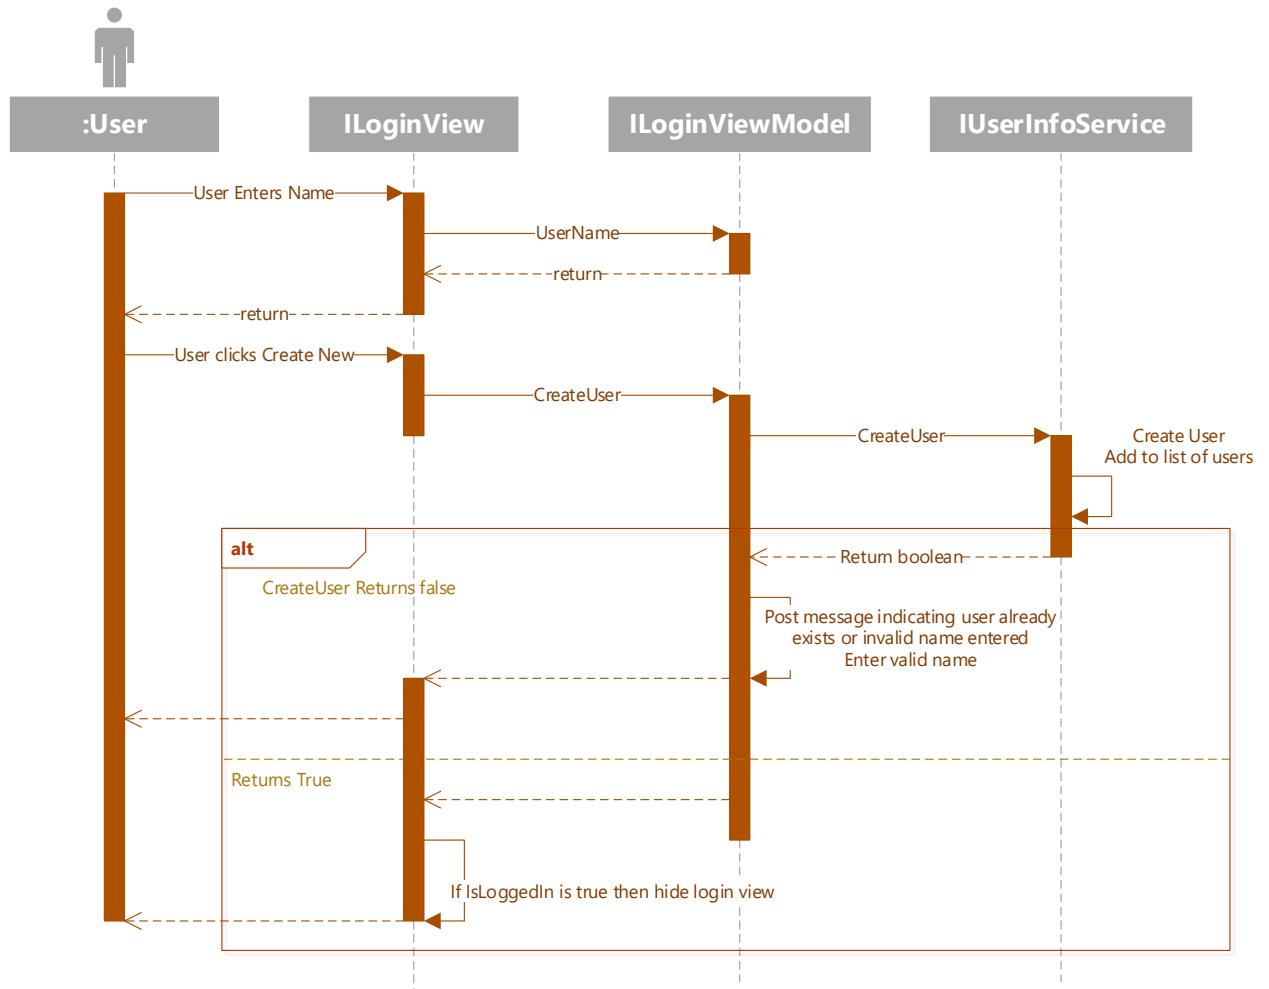 :User
ILoginView
ILoginViewModel
IUserInfoService
User Enters Name
UserName
return
return
User clicks Create New
CreateUser
CreateUser
Create User
Add to list of users
alt
Return boolean
CreateUser Returns false
Post message indicating user already
exists or invalid name entered
Enter valid name
Returns True
If IsLoggedIn is true then hide login view